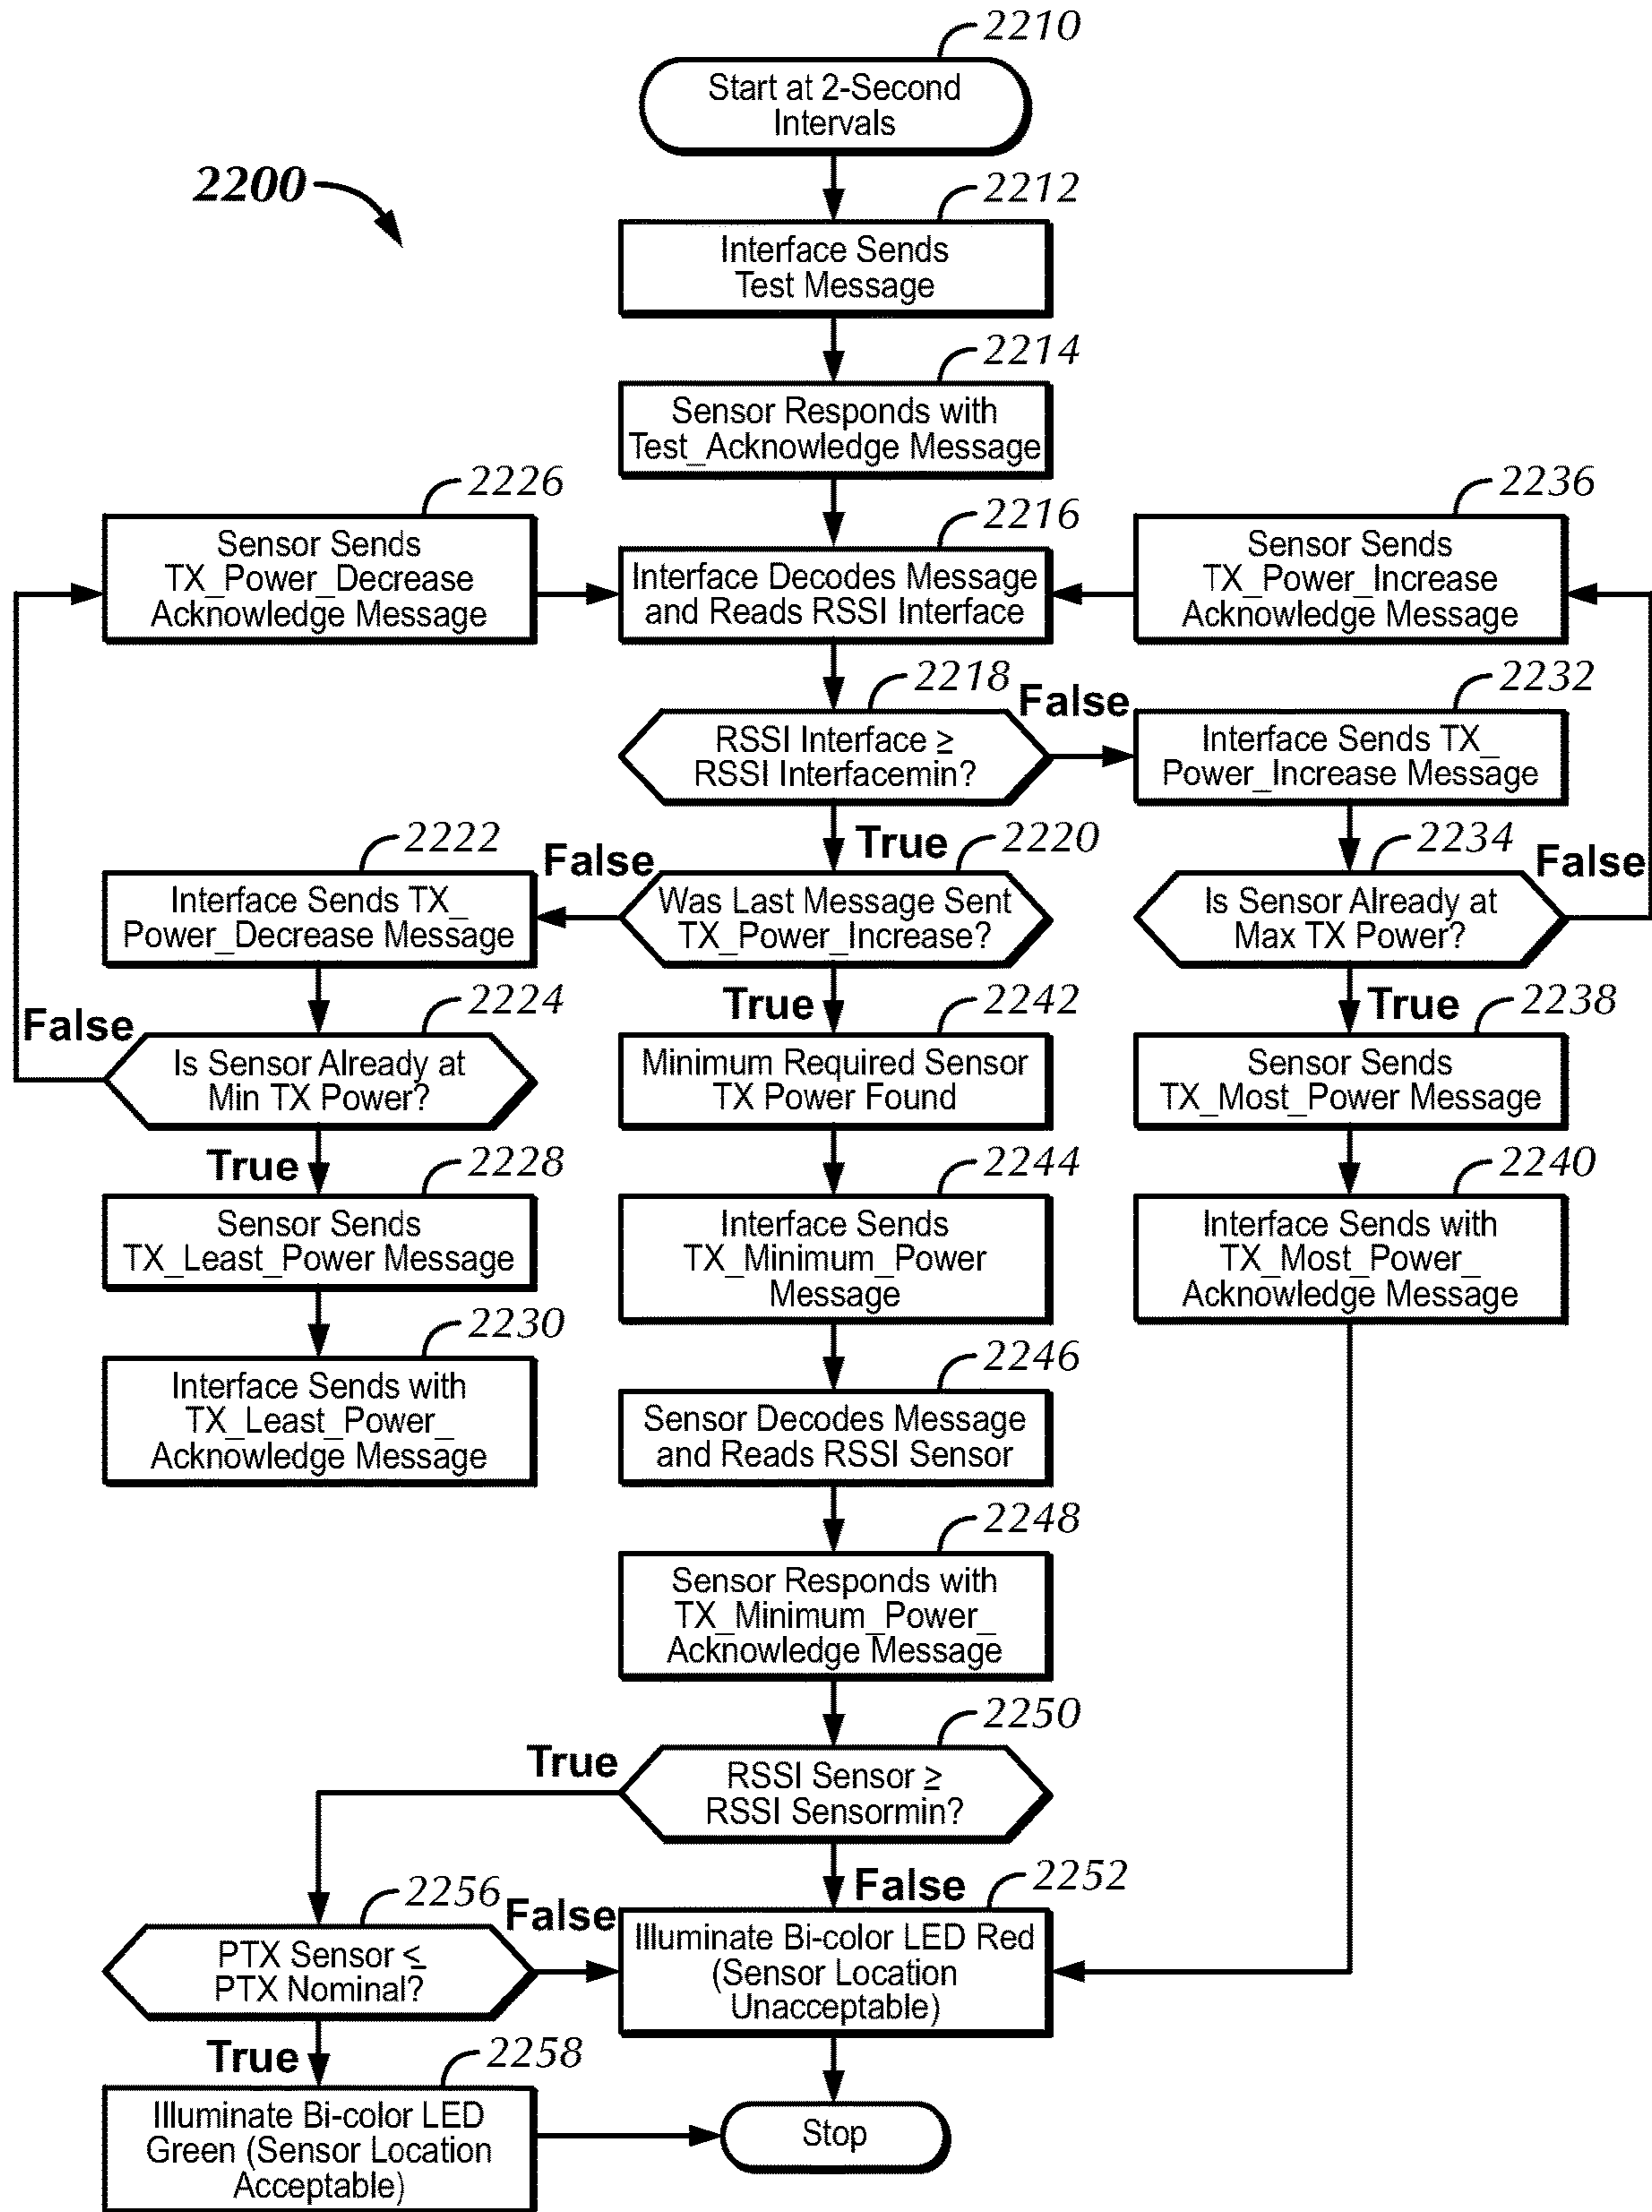 2210
Start at 2-Second
Intervals
2200
2212
Interface Sends
Test Message
2214
Sensor Responds with
Test_Acknowledge Message
2226
Sensor Sends
TX_Power_Decrease
Acknowledge Message
2216
Interface Decodes Message
and Reads RSSI Interface
2236
Sensor Sends
TX_Power_Increase
Acknowledge Message
2218
False
RSSI Interface ≥
RSSI Interfacemin?
2232
Interface Sends TX_
Power_Increase Message
2222
Interface Sends TX_
Power_Decrease Message
False
True
2220
Was Last Message Sent
TX_Power_Increase?
2234
False
Is Sensor Already at
Max TX Power?
2224
False
Is Sensor Already at
Min TX Power?
True
2242
Minimum Required Sensor
TX Power Found
True
2238
Sensor Sends
TX_Most_Power Message
True
2228
Sensor Sends
TX_Least_Power Message
2244
Interface Sends
TX_Minimum_Power
Message
2240
Interface Sends with
TX_Most_Power_
Acknowledge Message
2230
Interface Sends with
TX_Least_Power_
Acknowledge Message
2246
Sensor Decodes Message
and Reads RSSI Sensor
2248
Sensor Responds with
TX_Minimum_Power_
Acknowledge Message
2250
True
RSSI Sensor ≥
RSSI Sensormin?
2256
False
PTX Sensor ≤
PTX Nominal?
False
2252
Illuminate Bi-color LED Red
(Sensor Location
Unacceptable)
True
2258
Illuminate Bi-color LED
Green (Sensor Location
Acceptable)
Stop